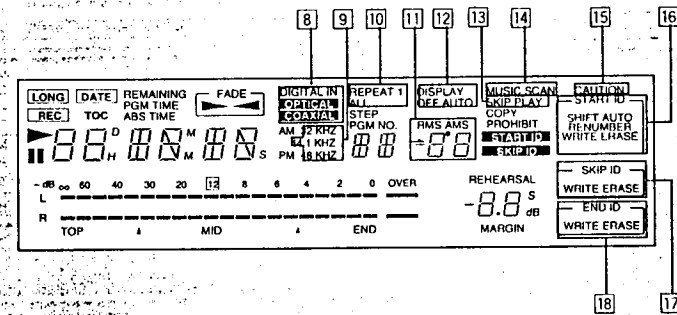 8 9 10 11 12 13 14 15 16
LONG DATE REMAINING FADE DIGITAL IN REPEAT 1 DISPLAY MUSIC SCAN CAUTION
REC TOC PGM TIME OPTICAL ALL OFF AUTO SKIP PLAY START ID
ABS TIME COAXIAL STEP COPY SHIFT AUTO
AM 32 KHZ PGM NO. RMS AMS PROHIBIT RENUMBER
D M M 44.1 KHZ START ID WRITE ERASE
H S PM 48 KHZ SKIP ID
- dB ∞ 60 40 30 20 12 8 6 4 2 0 OVER REHEARSAL SKIP ID
L -8.8 S dB WRITE ERASE
R END ID
TOP MID END MARGIN WRITE ERASE
18 17